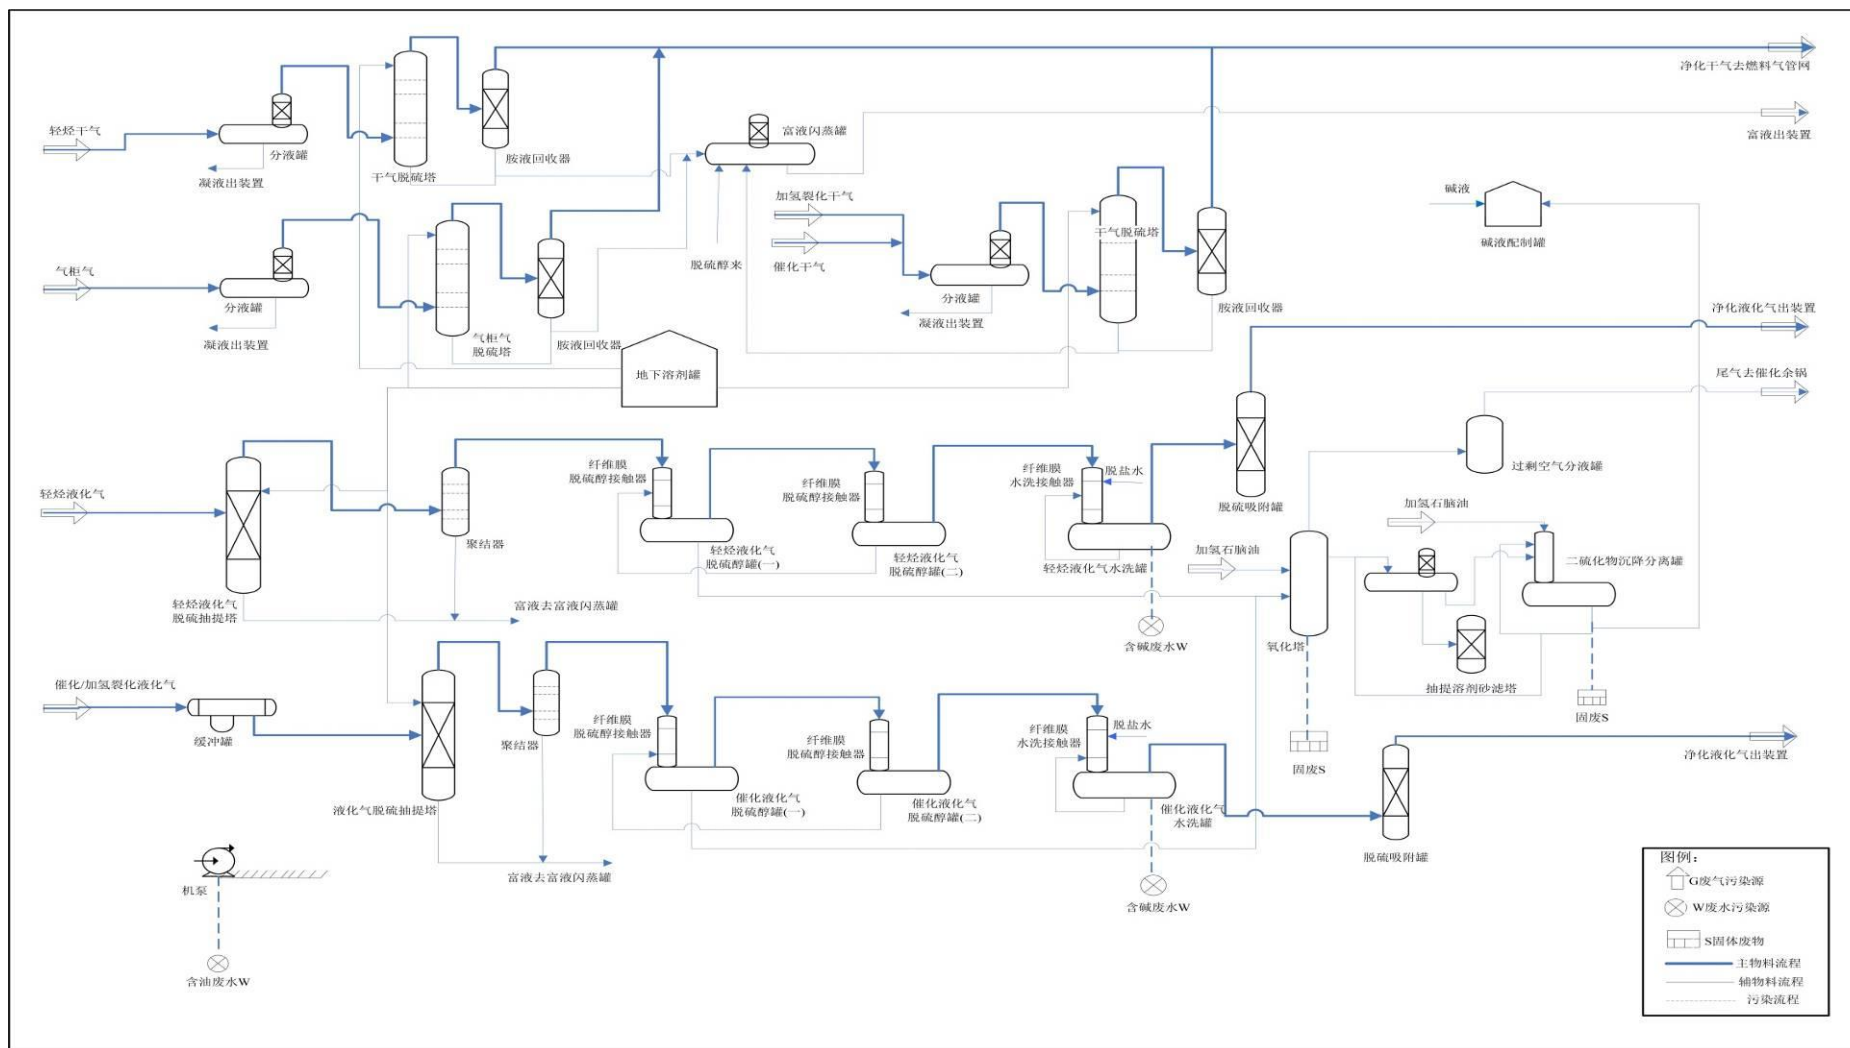 净化干气去燃料气管网
轻烃干气
分液罐
凝液出装置
干气脱硫塔
胺液回收器
富液闪蒸罐
富液出装置
加氢裂化干气
催化干气
脱硫醇来
分液罐
凝液出装置
干气脱硫塔
胺液回收器
碱液
碱液配制罐
气柜气
分液罐
凝液出装置
气柜气
脱硫塔
胺液回收器
地下溶剂罐
净化液化气出装置
尾气去催化余锅
过剩空气分液罐
轻烃液化气
轻烃液化气
脱硫抽提塔
聚结器
富液去富液闪蒸罐
纤维膜
脱硫醇接触器
轻烃液化气
脱硫醇罐(一)
纤维膜
脱硫醇接触器
轻烃液化气
脱硫醇罐(二)
纤维膜
水洗接触器
脱盐水
轻烃液化气水洗罐
含碱废水W
脱硫吸附罐
加氢石脑油
氧化塔
固废S
加氢石脑油
二硫化物沉降分离罐
抽提溶剂砂滤塔
固废S
催化/加氢裂化液化气
缓冲罐
液化气脱硫抽提塔
聚结器
富液去富液闪蒸罐
纤维膜
脱硫醇接触器
催化液化气
脱硫醇罐(一)
纤维膜
脱硫醇接触器
催化液化气
脱硫醇罐(二)
纤维膜
水洗接触器
脱盐水
催化液化气
水洗罐
含碱废水W
脱硫吸附罐
净化液化气出装置
机泵
含油废水W
图例：
G废气污染源
W废水污染源
S固体废物
主物料流程
辅物料流程
污染流程